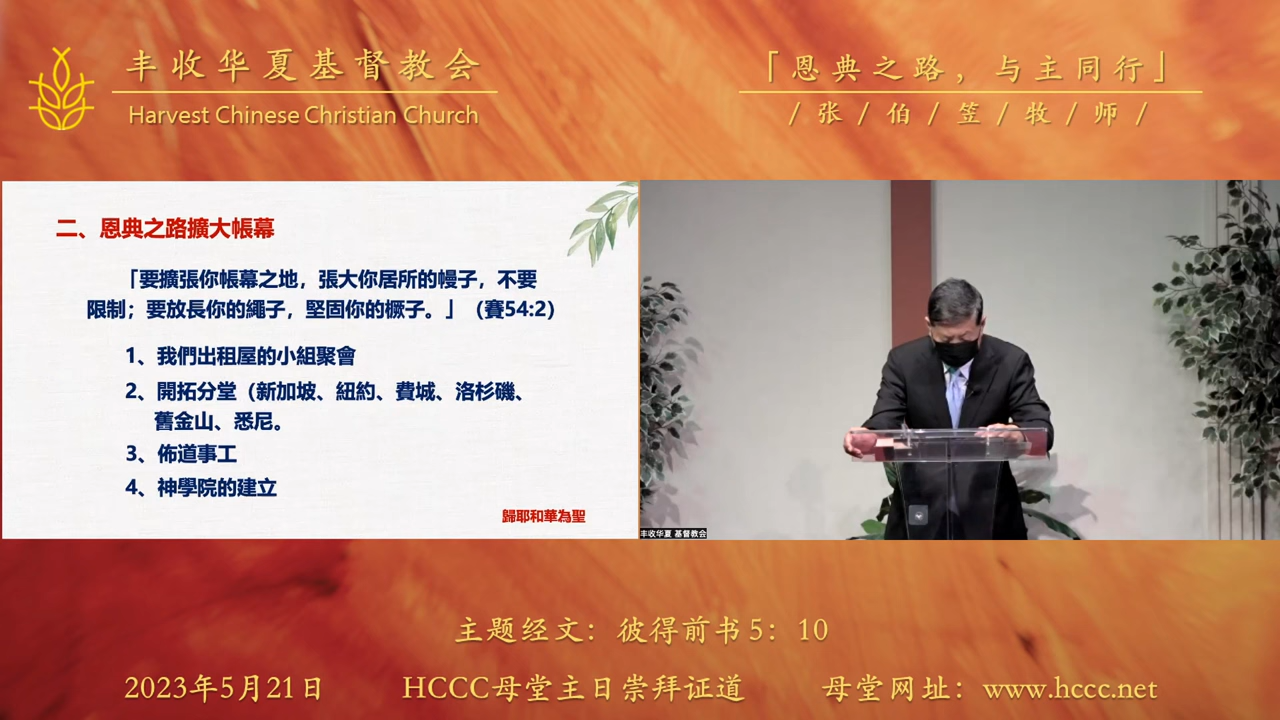 丰收华夏基督教会
Harvest Chinese Christian Church
「恩典之路，与主同行」
/ 张 / 伯 / 笠 / 牧 / 师 /
二、恩典之路擴大帳幕
「要擴張你帳幕之地，張大你居所的幔子，不要
限制；要放長你的繩子，堅固你的橛子。」（賽54:2）
1、我們出租屋的小組聚會
2、開拓分堂（新加坡、紐約、費城、洛杉磯、
舊金山、悉尼。
3、佈道事工
4、神學院的建立
歸耶和華為聖
丰收华夏 基督教会
主题经文：彼得前书5：10
2023年5月21日
HCCC母堂主日崇拜证道
母堂网址：www.hccc.net